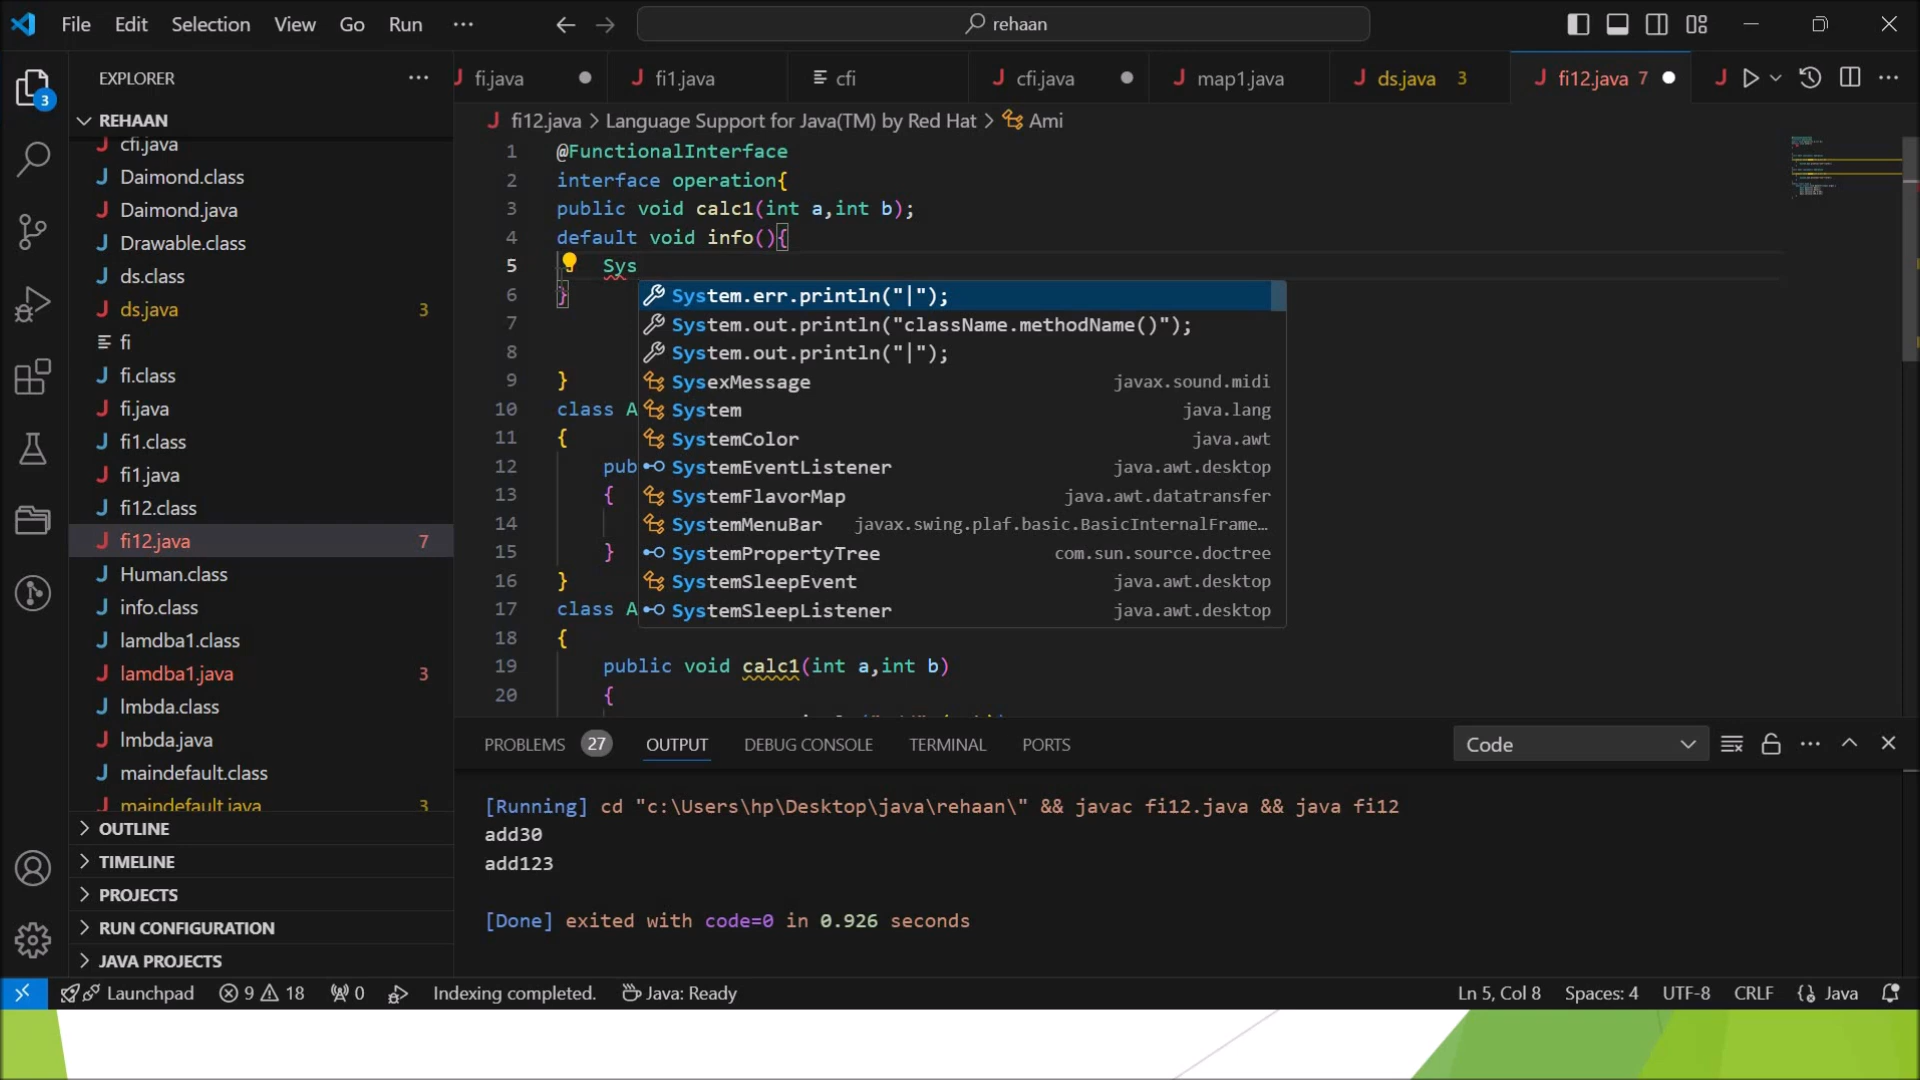 File Edit Selection View Go Run ··· rehaan
EXPLORER ···
fi.java
fi1.java
cfi
cfi.java
map1.java
ds.java 3
fi12.java 7
REHAAN
cfi.java
Daimond.class
Daimond.java
Drawable.class
ds.class
ds.java 3
fi
fi.class
fi.java
fi1.class
fi1.java
fi12.class
fi12.java 7
Human.class
info.class
lamdba1.class
lamdba1.java 3
lmbda.class
lmbda.java
maindefault.class
maindefault.java 3
OUTLINE
TIMELINE
PROJECTS
RUN CONFIGURATION
JAVA PROJECTS
3
fi12.java > Language Support for Java(TM) by Red Hat > Ami
1 @FunctionalInterface
2 interface operation{
3 public void calc1(int a,int b);
4 default void info(){
5 Sys
6 }
7
8
9 }
10 class A
11 {
12 pub
13 {
14
15 }
16 }
17 class A
18 {
19 public void calc1(int a,int b)
20 {
System.err.println("|");
System.out.println("className.methodName()");
System.out.println("|");
SysexMessage javax.sound.midi
System java.lang
SystemColor java.awt
SystemEventListener java.awt.desktop
SystemFlavorMap java.awt.datatransfer
SystemMenuBar javax.swing.plaf.basic.BasicInternalFrame…
SystemPropertyTree com.sun.source.doctree
SystemSleepEvent java.awt.desktop
SystemSleepListener java.awt.desktop
PROBLEMS 27 OUTPUT DEBUG CONSOLE TERMINAL PORTS Code
[Running] cd "c:\Users\hp\Desktop\java\rehaan\" && javac fi12.java && java fi12
add30
add123
[Done] exited with code=0 in 0.926 seconds
Launchpad 9 18 0 Indexing completed. Java: Ready Ln 5, Col 8 Spaces: 4 UTF-8 CRLF Java